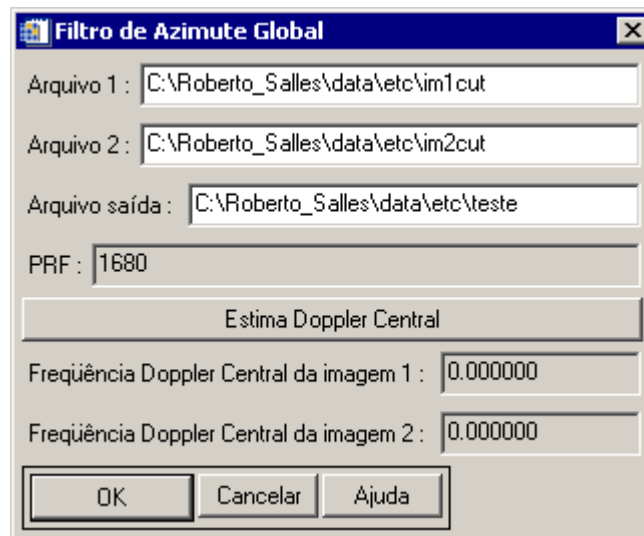 Filtro de Azimute Global
Arquivo 1 : C:\Roberto_Salles\data\etc\im1cut
Arquivo 2 : C:\Roberto_Salles\data\etc\im2cut
Arquivo saída : C:\Roberto_Salles\data\etc\teste
PRF : 1680
Estima Doppler Central
Freqüência Doppler Central da imagem 1 : 0.000000
Freqüência Doppler Central da imagem 2 : 0.000000
OK Cancelar Ajuda